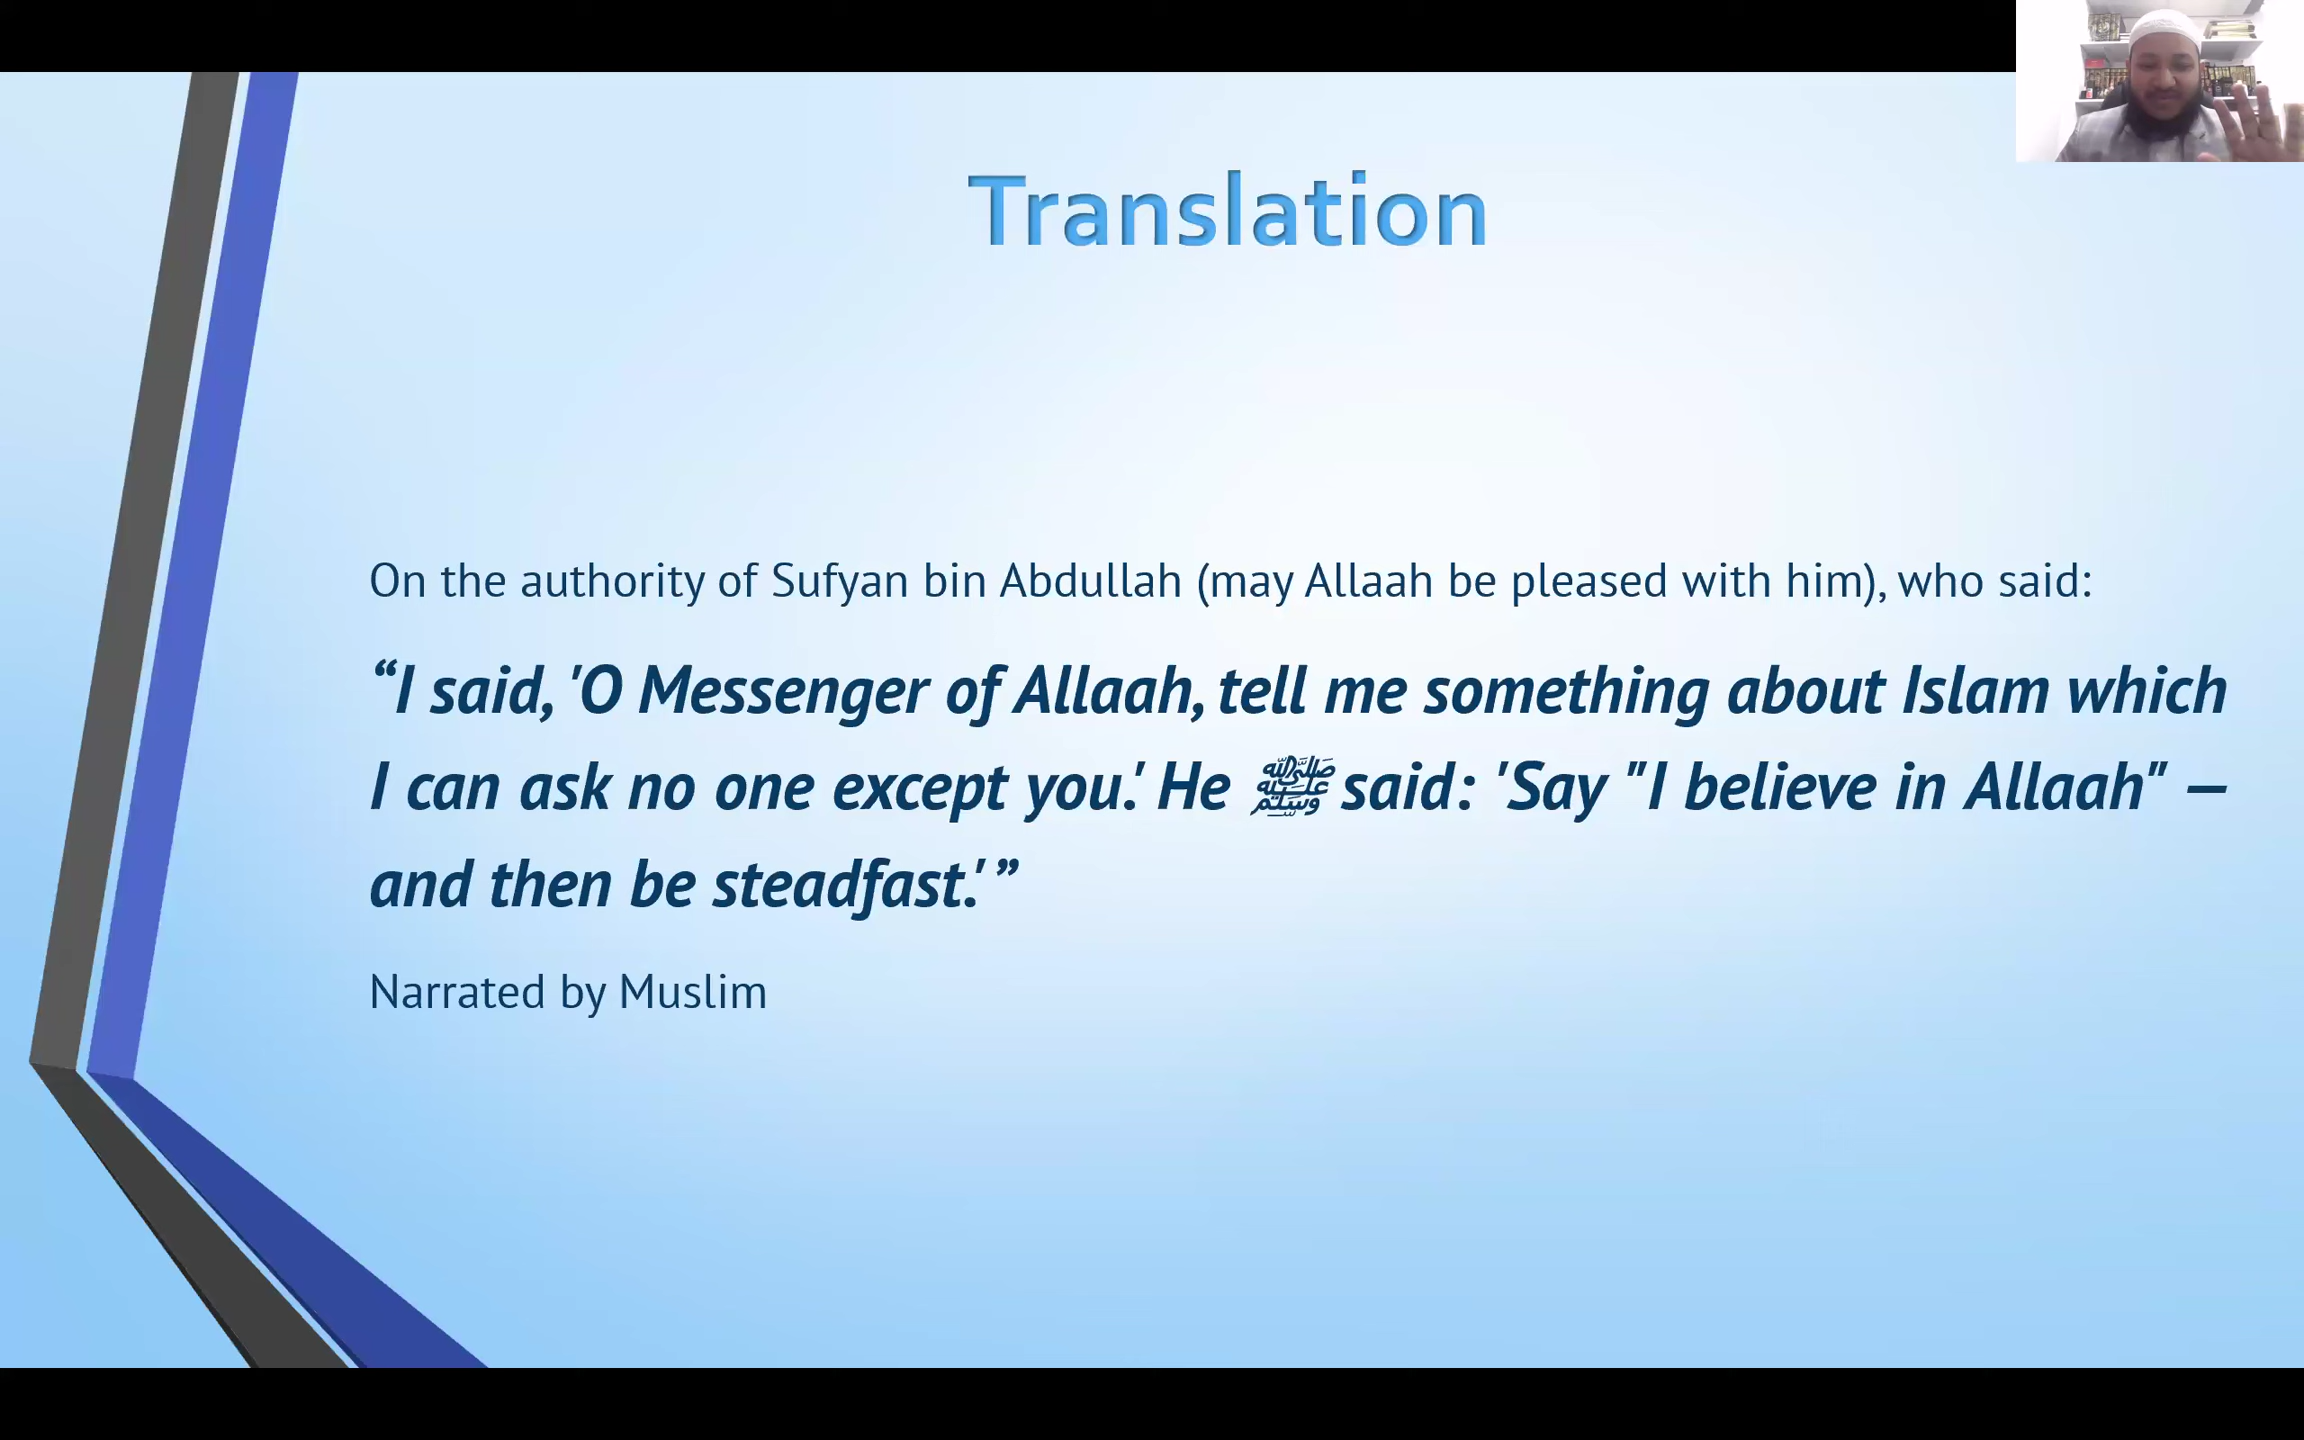 Translation
On the authority of Sufyan bin Abdullah (may Allaah be pleased with him), who said:
“I said, 'O Messenger of Allaah, tell me something about Islam which
I can ask no one except you.' He ﷺ said: 'Say "I believe in Allaah" —
and then be steadfast.' ”
Narrated by Muslim